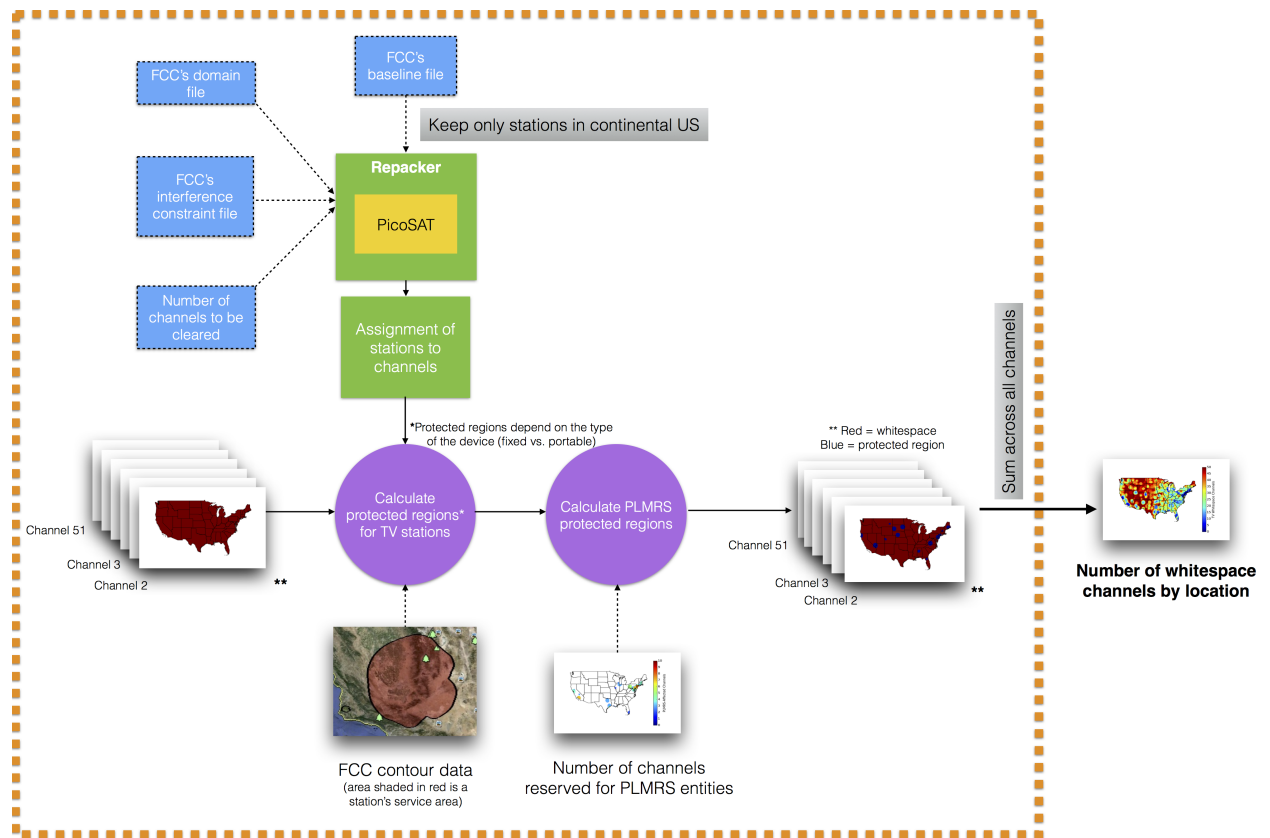 FCC's domain
file
FCC's
baseline file
Keep only stations in continental US
FCC's
interference
constraint file
Repacker
PicoSAT
Number of
channels to be
cleared
Assignment of
stations to
channels
*Protected regions depend on the type
of the device (fixed vs. portable)
Channel 51
Channel 3
Channel 2
**
Calculate
protected regions*
for TV stations
Calculate PLMRS
protected regions
** Red = whitespace
Blue = protected region
Channel 51
Channel 3
Channel 2
**
Sum across all channels
Number of whitespace
channels by location
FCC contour data
(area shaded in red is a
station's service area)
Number of channels
reserved for PLMRS entities